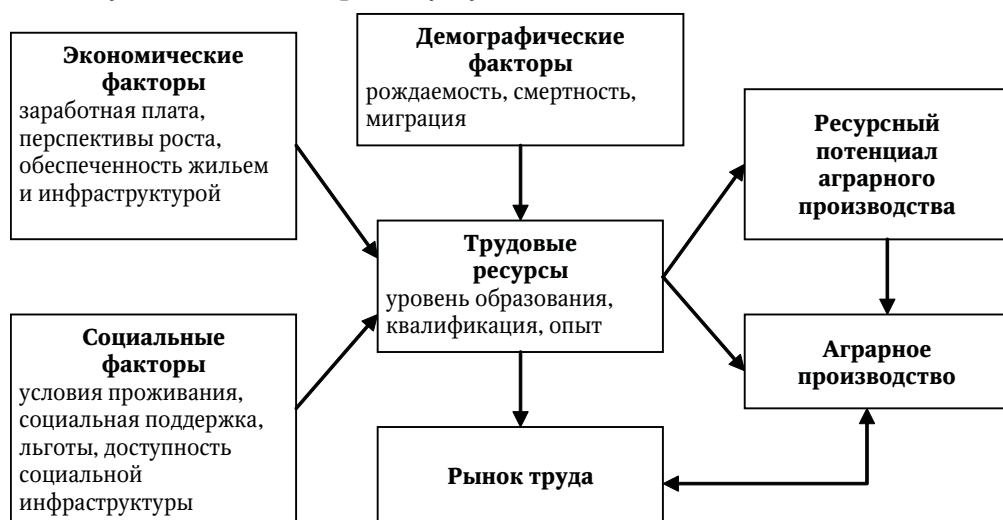 Экономические
факторы
заработная плата,
перспективы роста,
обеспеченность жильем
и инфраструктурой
Демографические
факторы
рождаемость, смертность,
миграция
Ресурсный
потенциал
аграрного
производства
Трудовые
ресурсы
уровень образования,
квалификация, опыт
Социальные
факторы
условия проживания,
социальная поддержка,
льготы, доступность
социальной
инфраструктуры
Аграрное
производство
Рынок труда